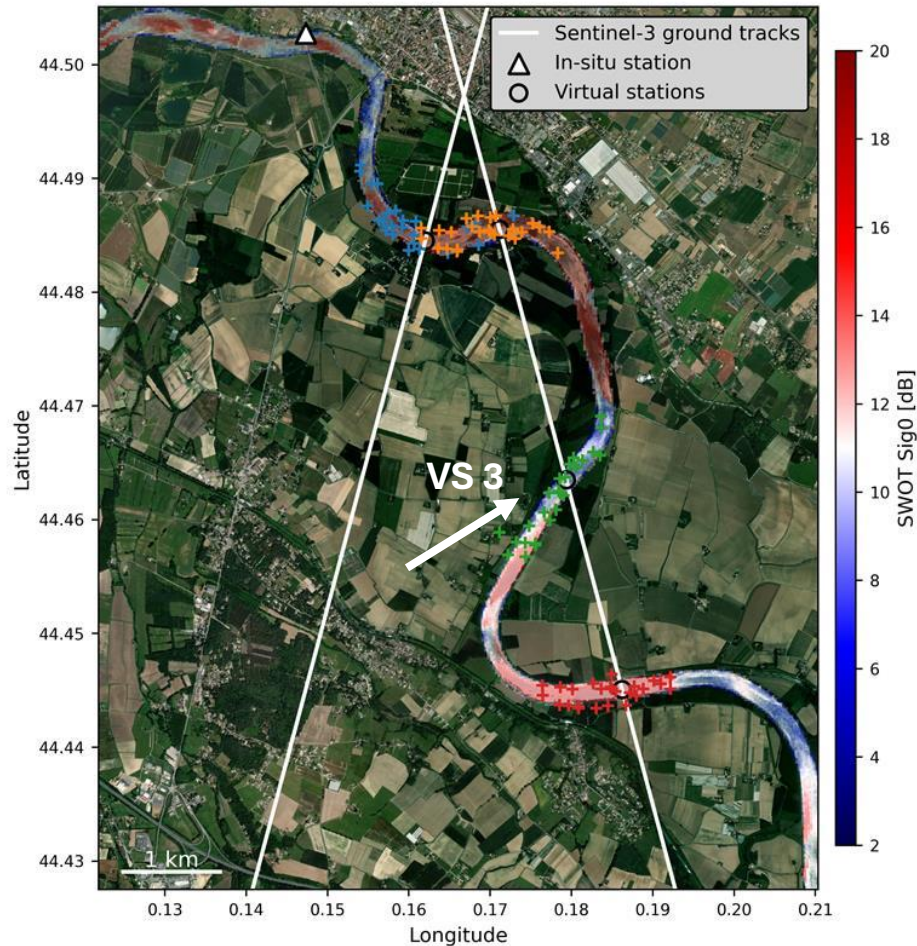 Sentinel-3 ground tracks
In-situ station
Virtual stations
44.50
44.49
44.48
44.47
44.46
44.45
44.44
44.43
Latitude
VS 3
1 km
0.13 0.14 0.15 0.16 0.17 0.18 0.19 0.20 0.21
Longitude
20
18
16
14
12
10
8
6
4
2
SWOT Sig0 [dB]